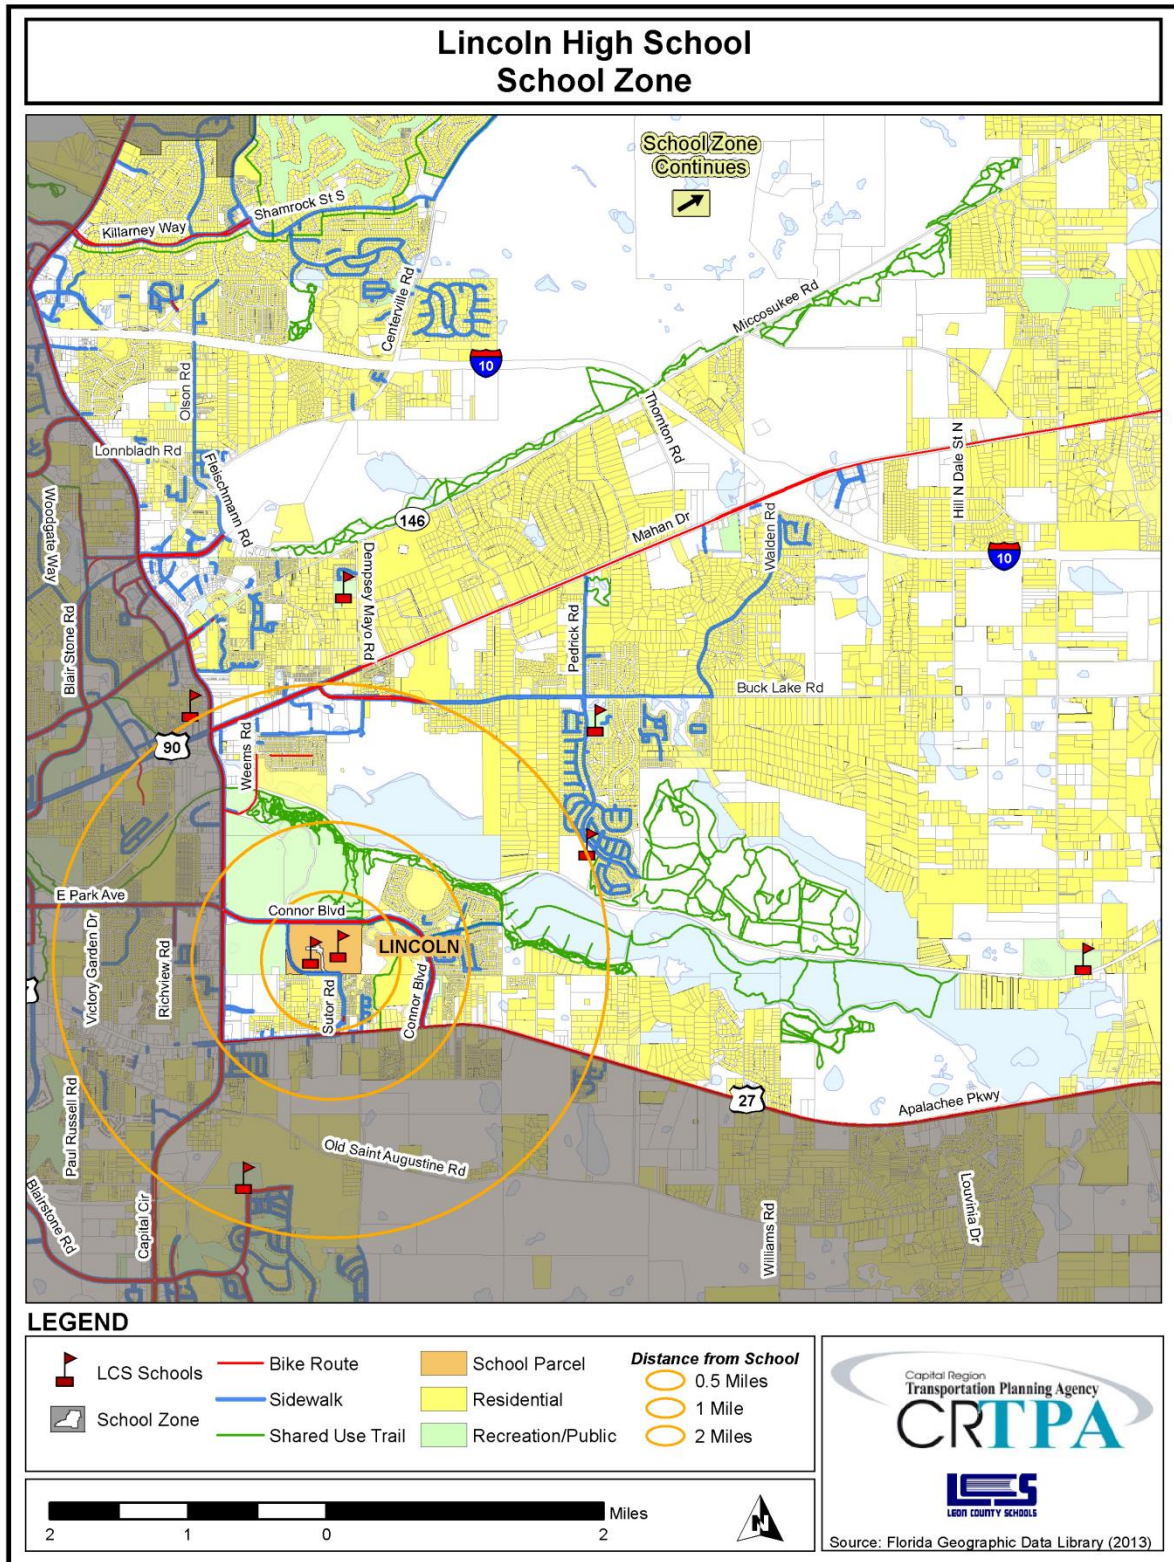 Lincoln High School
School Zone
School Zone
Continues
Shamrock St S
Killarney Way
Centerville Rd
Miccosukee Rd
10
Olson Rd
Thornton Rd
Hill N Dale St N
Lonnbladh Rd
Fleischmann Rd
Woodgate Way
146
Mahan Dr
Walden Rd
10
Dempsey Mayo Rd
Blair Stone Rd
Pedrick Rd
Buck Lake Rd
90
Weems Rd
E Park Ave
Connor Blvd
LINCOLN
Victory Garden Dr
Richview Rd
Sutor Rd
Connor Blvd
27
Apalachee Pkwy
Paul Russell Rd
Old Saint Augustine Rd
Blairstone Rd
Capital Cir
Williams Rd
Louvinia Dr
LEGEND
LCS Schools
School Zone
Bike Route
Sidewalk
Shared Use Trail
School Parcel
Residential
Recreation/Public
Distance from School
0.5 Miles
1 Mile
2 Miles
Capital Region
Transportation Planning Agency
CRTPA
LCS
LEON COUNTY SCHOOLS
Source: Florida Geographic Data Library (2013)
Miles
2 1 0 2
N